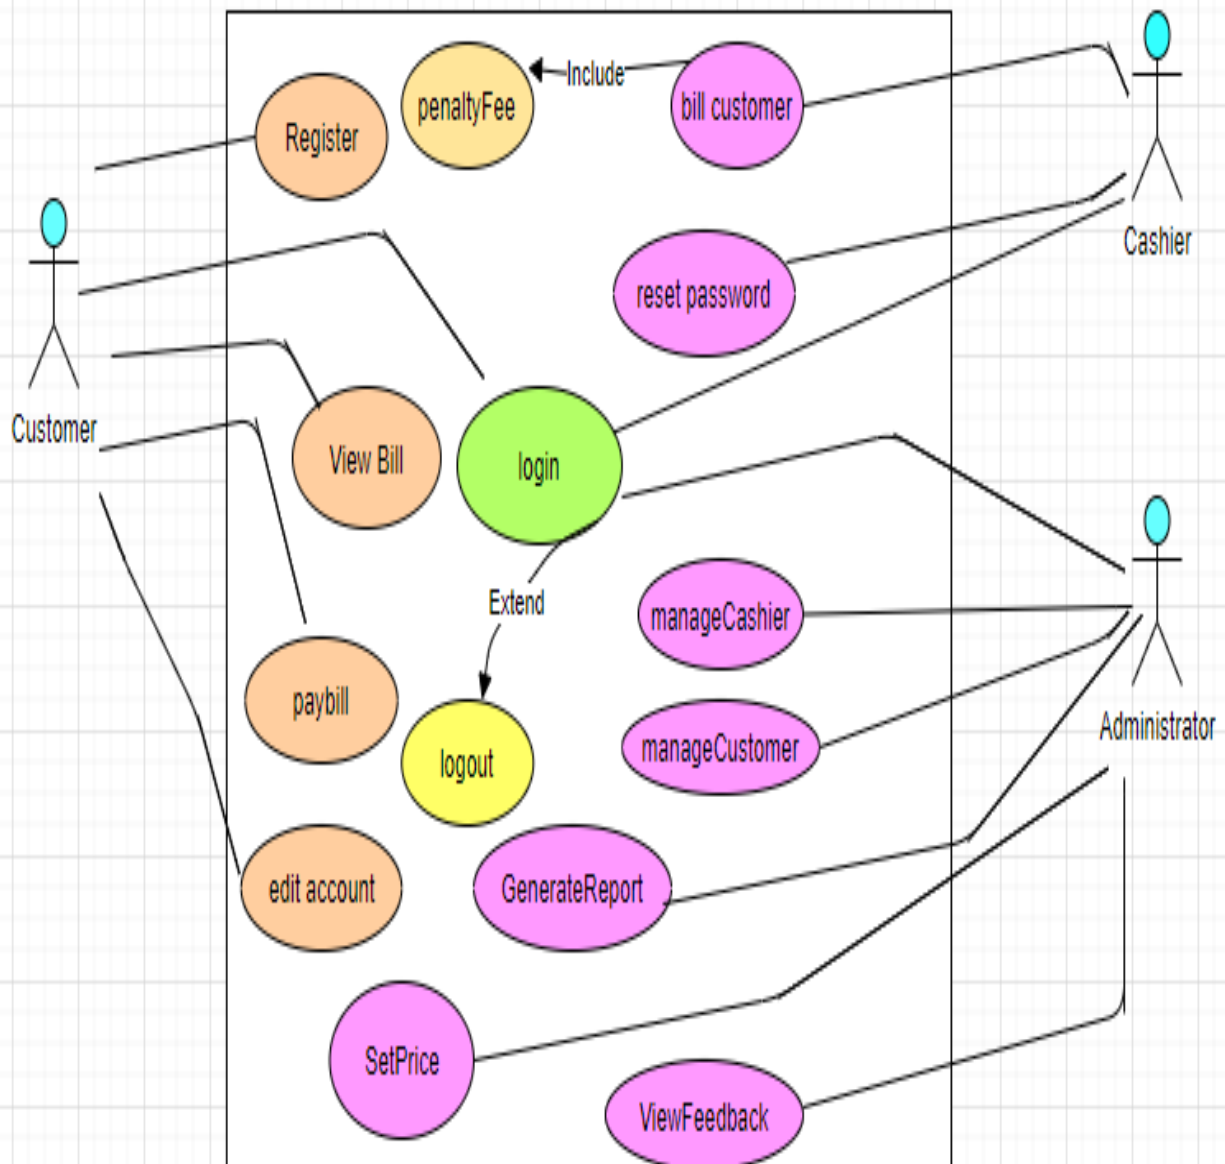 penaltyFee
Include
bill customer
Register
Cashier
reset password
Customer
View Bill
login
Extend
manageCashier
paybill
Administrator
manageCustomer
logout
edit account
GenerateReport
SetPrice
ViewFeedback